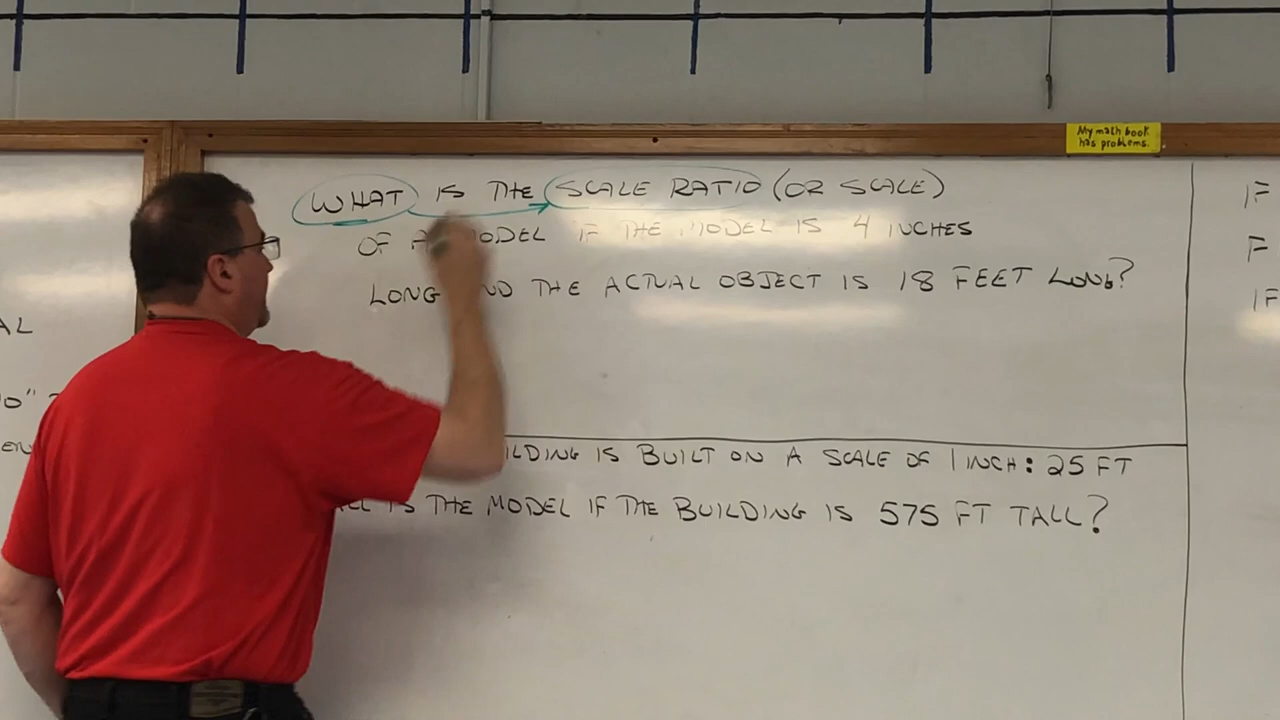 My math book
has problems.
WHAT IS THE SCALE RATIO (OR SCALE)
OF MODEL IF THE MODEL IS 4 INCHES
LONG THE ACTUAL OBJECT IS 18 FEET LONG?
IS BUILT ON A SCALE OF 1 INCH : 25 FT
IS THE MODEL IF THE BUILDING IS 575 FT TALL?
IF
IF